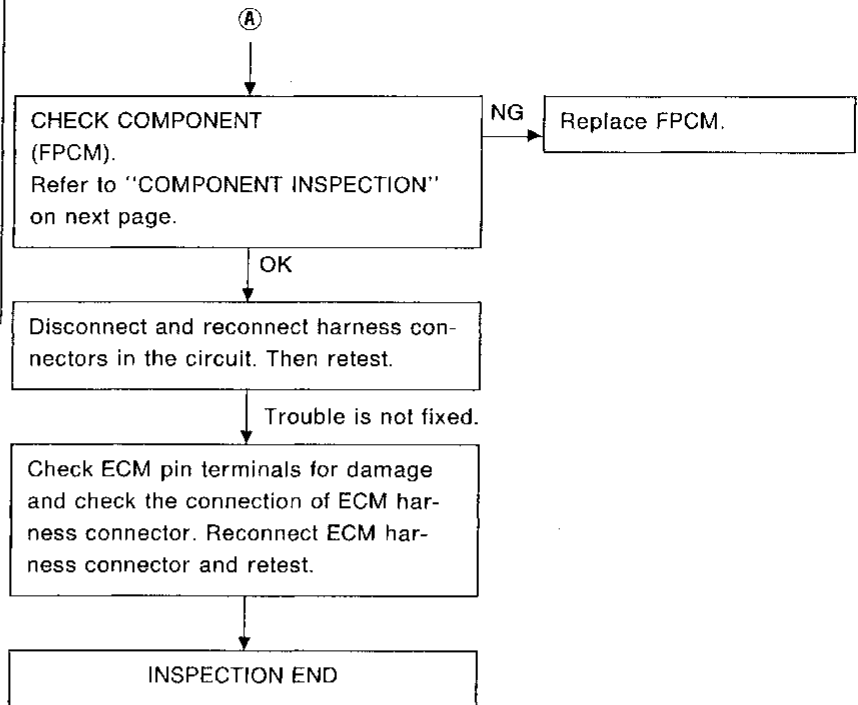 Ⓐ
CHECK COMPONENT
(FPCM).
Refer to "COMPONENT INSPECTION"
on next page.
NG
Replace FPCM.
OK
Disconnect and reconnect harness con-
nectors in the circuit. Then retest.
Trouble is not fixed.
Check ECM pin terminals for damage
and check the connection of ECM har-
ness connector. Reconnect ECM har-
ness connector and retest.
INSPECTION END